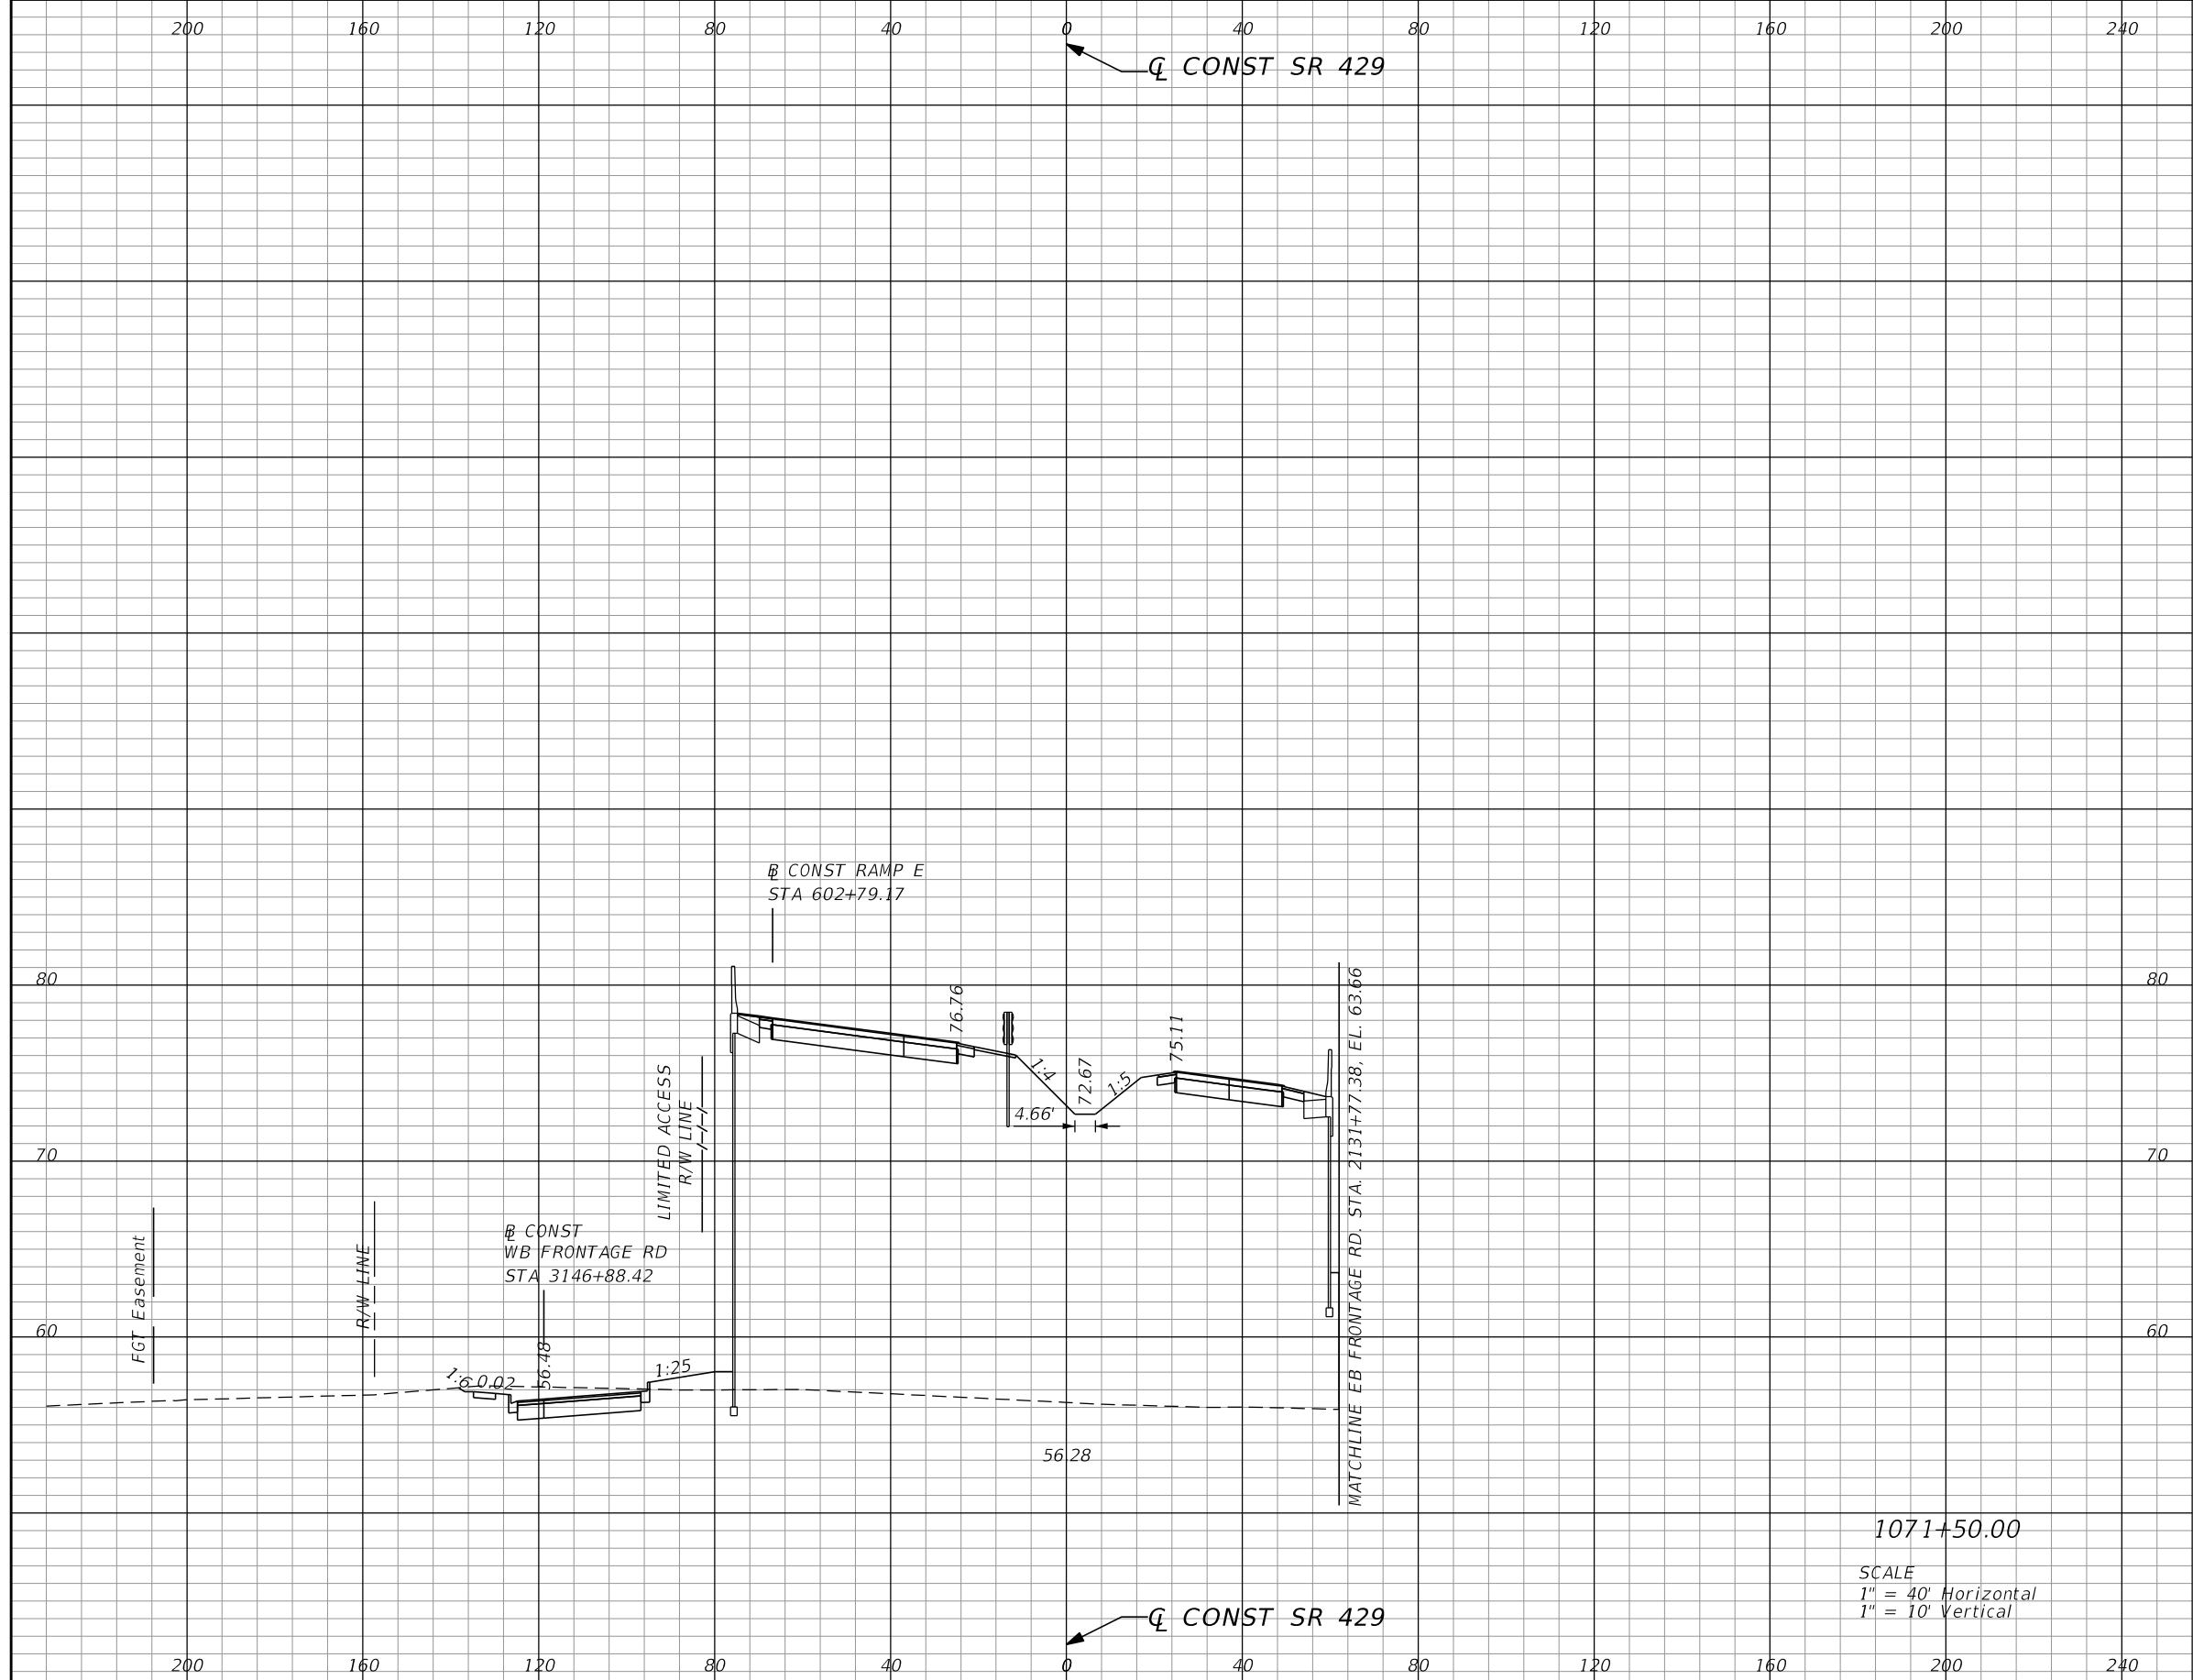 200 160 120 80 40 0 40 80 120 160 200 240
℄ CONST SR 429
BL CONST RAMP E
STA 602+79.17
80 80
76.76
75.11
1:4
72.67
1:5
4.66'
LIMITED ACCESS
R/W LINE
MATCHLINE EB FRONTAGE RD. STA. 2131+77.38, EL. 63.66
70 70
FGT Easement
R/W LINE
BL CONST
WB FRONTAGE RD
STA 3146+88.42
60 60
56.48
1:6
0.02
1:25
56.28
1071+50.00
SCALE
1" = 40' Horizontal
1" = 10' Vertical
℄ CONST SR 429
200 160 120 80 40 0 40 80 120 160 200 240